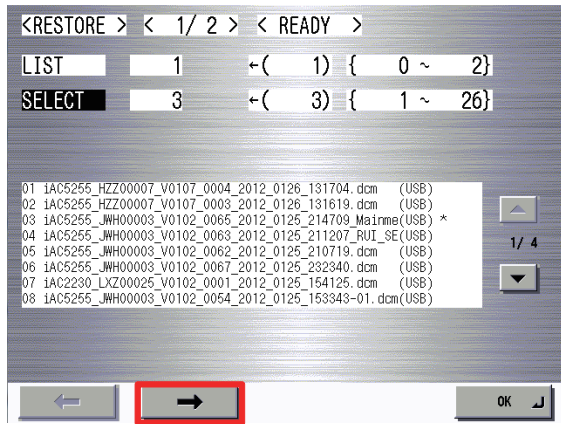 <RESTORE > < 1/ 2 > < READY >
LIST 1 ←( 1) { 0 ~ 2}
SELECT 3 ←( 3) { 1 ~ 26}
01 iAC5255_HZZ00007_V0107_0004_2012_0126_131704.dcm (USB)
02 iAC5255_HZZ00007_V0107_0003_2012_0126_131619.dcm (USB)
03 iAC5255_JWH00003_V0102_0065_2012_0125_214709_Mainme(USB) *
04 iAC5255_JWH00003_V0102_0063_2012_0125_211207_RUI_SE(USB)
05 iAC5255_JWH00003_V0102_0062_2012_0125_210719.dcm (USB)
06 iAC5255_JWH00003_V0102_0067_2012_0125_232340.dcm (USB)
07 iAC2230_LXZ00025_V0102_0001_2012_0125_154125.dcm (USB)
08 iAC5255_JWH00003_V0102_0054_2012_0125_153343-01.dcm(USB)
1/ 4
OK